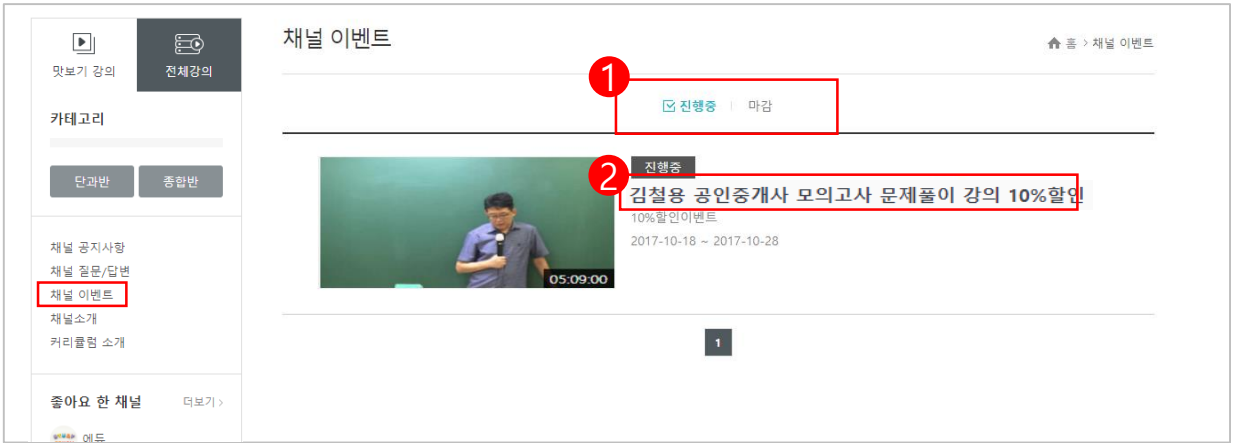 맛보기 강의
전체강의
카테고리
단과반
종합반
채널 공지사항
채널 질문/답변
채널 이벤트
채널소개
커리큘럼 소개
좋아요 한 채널 더보기 >
에듀
채널 이벤트
홈 > 채널 이벤트
1
진행중 | 마감
05:09:00
진행중
2
김철용 공인중개사 모의고사 문제풀이 강의 10%할인
10%할인이벤트
2017-10-18 ~ 2017-10-28
1